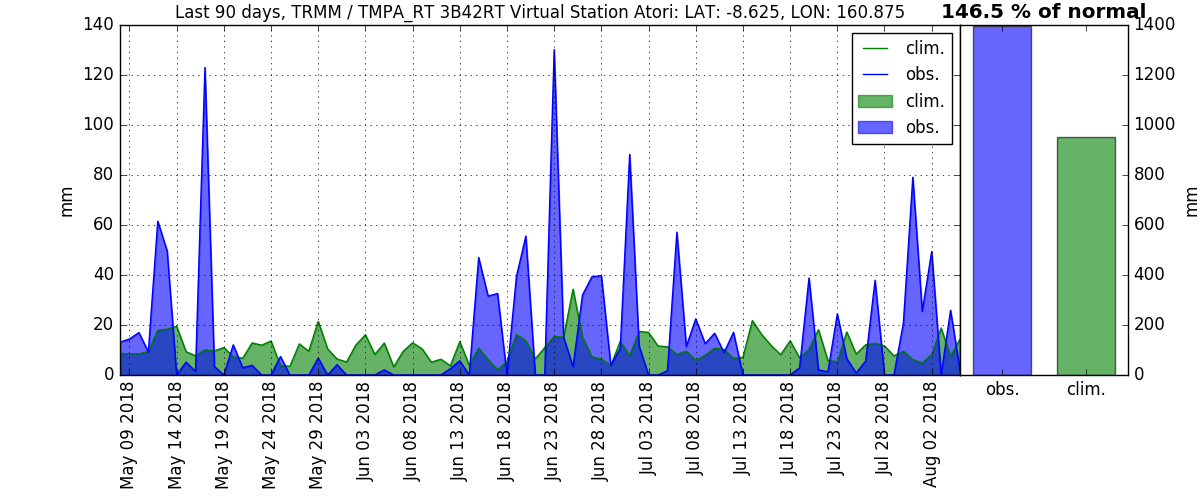 Last 90 days, TRMM / TMPA_RT 3B42RT Virtual Station Atori: LAT: -8.625, LON: 160.875
146.5 % of normal
140
120
100
80
60
40
20
0
mm
clim.
obs.
clim.
obs.
1400
1200
1000
800
600
400
200
0
mm
May 09 2018
May 14 2018
May 19 2018
May 24 2018
May 29 2018
Jun 03 2018
Jun 08 2018
Jun 13 2018
Jun 18 2018
Jun 23 2018
Jun 28 2018
Jul 03 2018
Jul 08 2018
Jul 13 2018
Jul 18 2018
Jul 23 2018
Jul 28 2018
Aug 02 2018
obs.
clim.